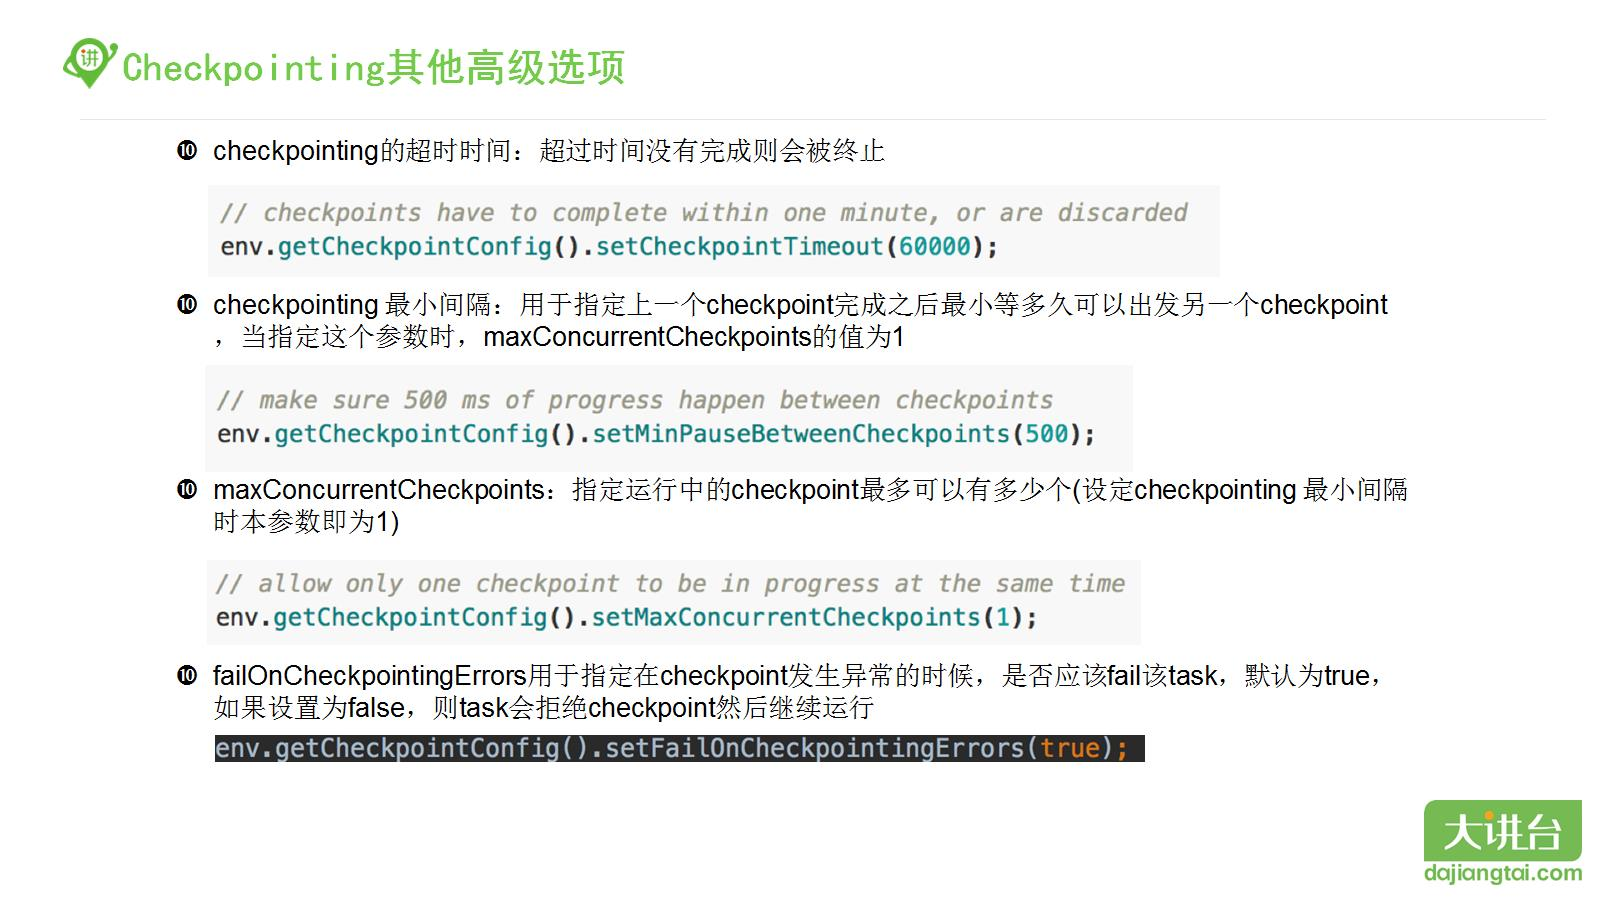 讲
Checkpointing其他高级选项
❿ checkpointing的超时时间：超过时间没有完成则会被终止
// checkpoints have to complete within one minute, or are discarded
env.getCheckpointConfig().setCheckpointTimeout(60000);
❿ checkpointing 最小间隔：用于指定上一个checkpoint完成之后最小等多久可以出发另一个checkpoint
，当指定这个参数时，maxConcurrentCheckpoints的值为1
// make sure 500 ms of progress happen between checkpoints
env.getCheckpointConfig().setMinPauseBetweenCheckpoints(500);
❿ maxConcurrentCheckpoints：指定运行中的checkpoint最多可以有多少个(设定checkpointing 最小间隔
时本参数即为1)
// allow only one checkpoint to be in progress at the same time
env.getCheckpointConfig().setMaxConcurrentCheckpoints(1);
❿ failOnCheckpointingErrors用于指定在checkpoint发生异常的时候，是否应该fail该task，默认为true，
如果设置为false，则task会拒绝checkpoint然后继续运行
env.getCheckpointConfig().setFailOnCheckpointingErrors(true);
大讲台
dajiangtai.com